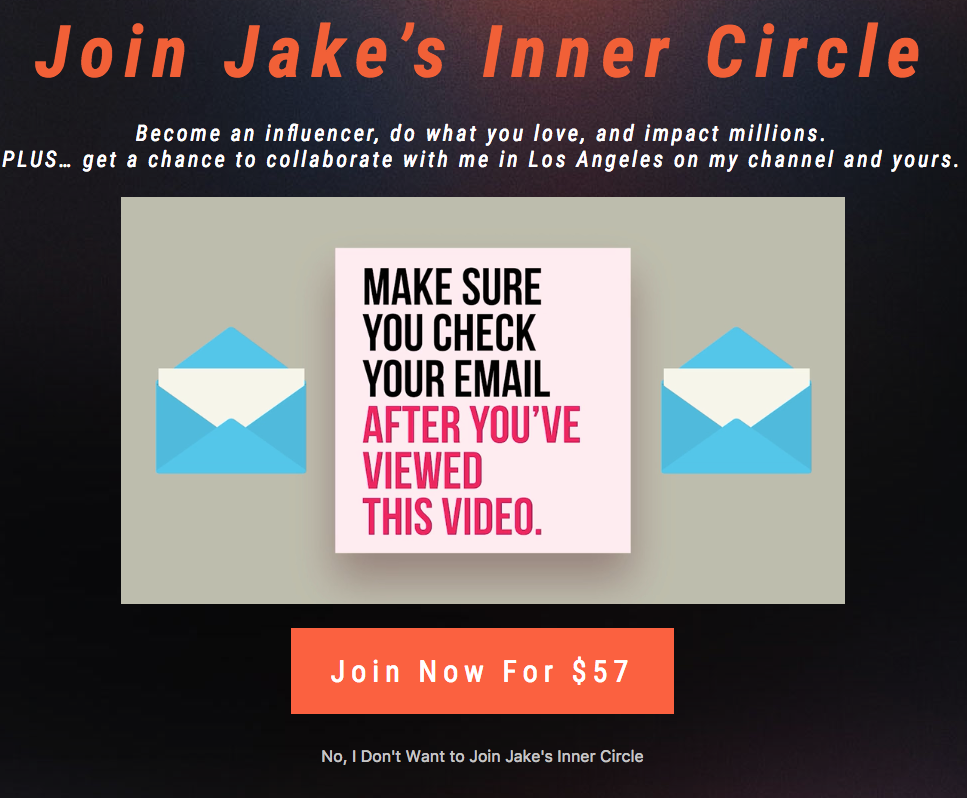 Join Jake’s Inner Circle
Become an influencer, do what you love, and impact millions.
PLUS… get a chance to collaborate with me in Los Angeles on my channel and yours.
MAKE SURE
YOU CHECK
YOUR EMAIL
AFTER YOU’VE
VIEWED
THIS VIDEO.
Join Now For $57
No, I Don't Want to Join Jake's Inner Circle